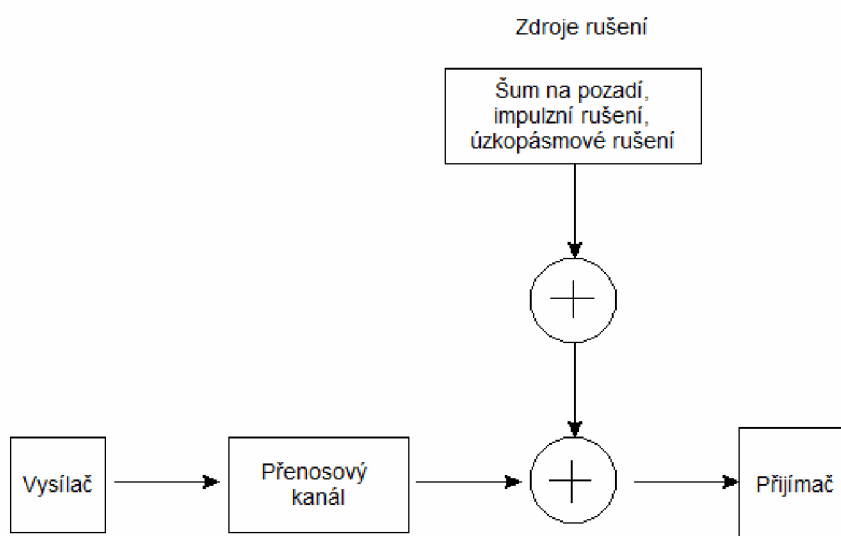 Zdroje rušení
Šum na pozadí,
impulzní rušení,
úzkopásmové rušení
Vysílač
Přenosový
kanál
Přijímač